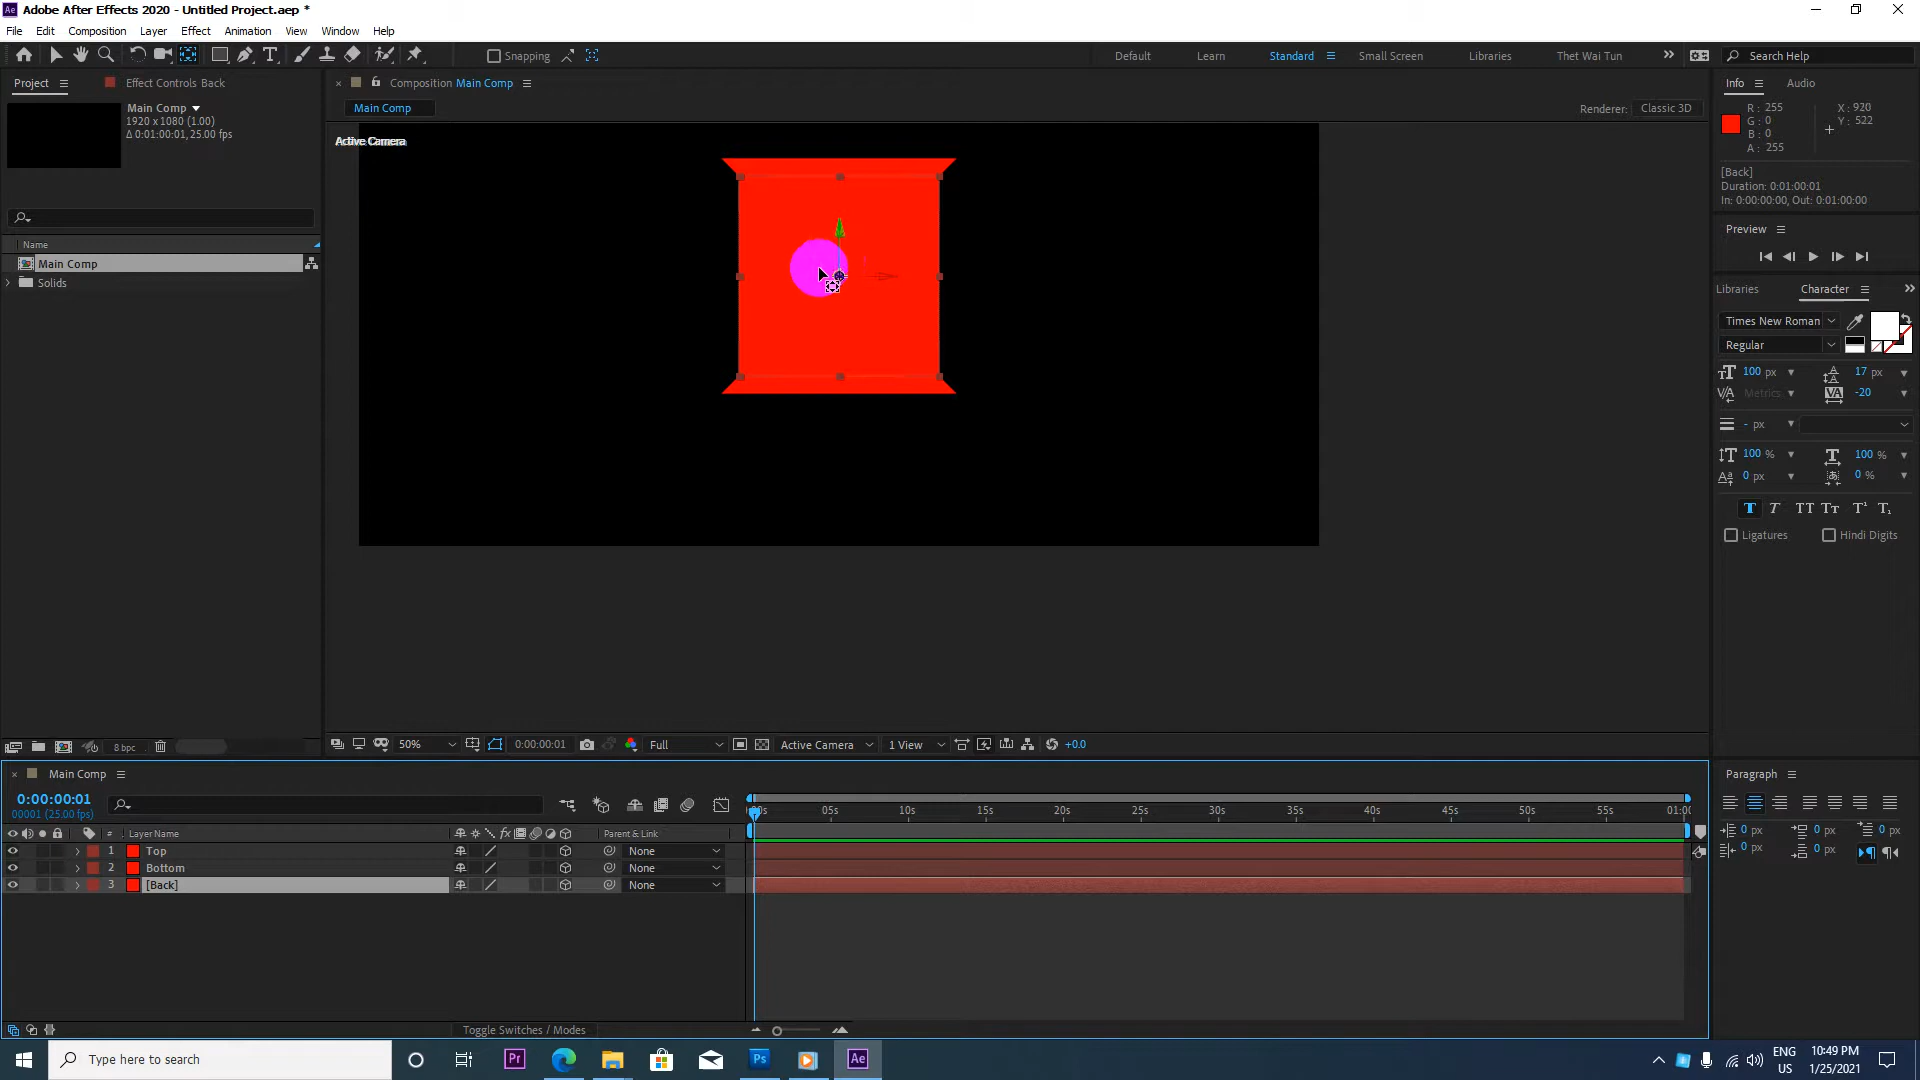 Adobe After Effects 2020 - Untitled Project.aep *
File Edit Composition Layer Effect Animation View Window Help
Snapping
Default Learn Standard Small Screen Libraries Thet Wai Tun
Search Help
Project Effect Controls Back
Main Comp
1920 x 1080 (1.00)
Δ 0:01:00:01, 25.00 fps
Name
Main Comp
Solids
8 bpc
Composition Main Comp
Main Comp
Renderer: Classic 3D
Active Camera
50% 0:00:00:01 Full Active Camera 1 View +0.0
Info Audio
R: 255
G: 0
B: 0
A: 255
X: 920
Y: 522
[Back]
Duration: 0:01:00:01
In: 0:00:00:00, Out: 0:01:00:00
Preview
Libraries Character
Times New Roman
Regular
100 px 17 px
Metrics -20
- px
100 % 100 %
0 px 0 %
T T TT Tt T¹ T₁
Ligatures Hindi Digits
Main Comp
0:00:00:01
00001 (25.00 fps)
# Layer Name Parent & Link
05s 10s 15s 20s 25s 30s 35s 40s 45s 50s 55s
1 Top None
2 Bottom None
3 [Back] None
Toggle Switches / Modes
Paragraph
0 px 0 px 0 px
0 px 0 px
Type here to search
Pr Ps Ae
ENG
US
10:49 PM
1/25/2021